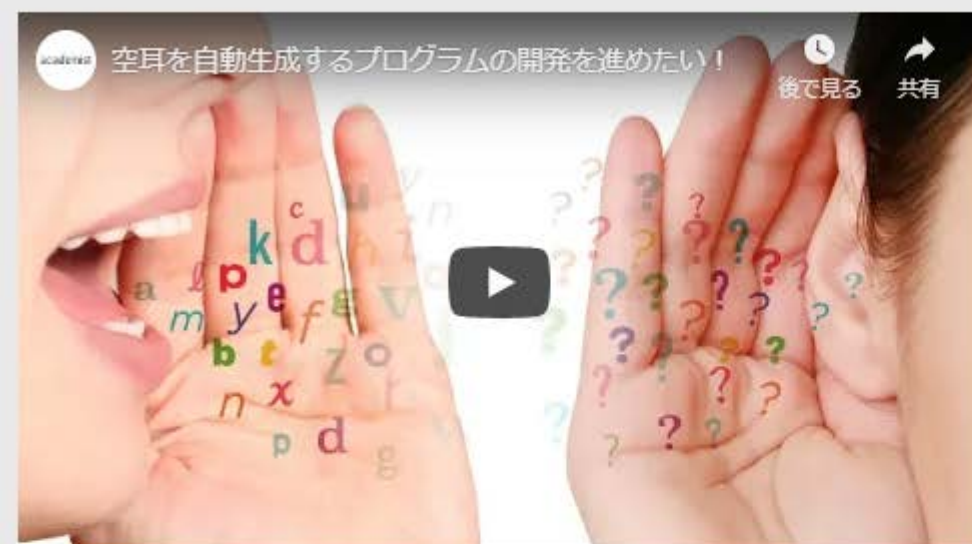 academist
空耳を自動生成するプログラムの開発を進めたい！
後で見る
共有
u y
c
k d h t n
a l p
m y e f g v
b t z o
n x
p d g
? ? ? ? ? ? ? ? ? ? ? ? ? ? ? ? ? ? ? ? ? ? ? ? ? ? ? ? ? ?